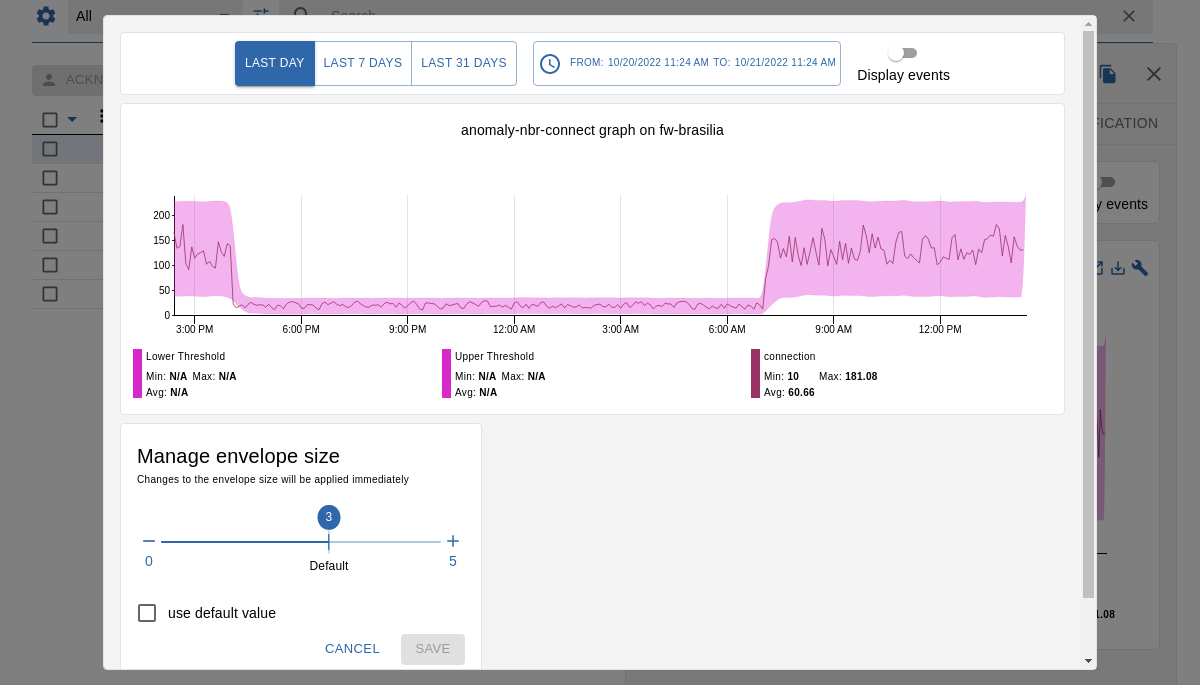 All
Search
ACKN
LAST DAY LAST 7 DAYS LAST 31 DAYS
FROM: 10/20/2022 11:24 AM TO: 10/21/2022 11:24 AM
Display events
anomaly-nbr-connect graph on fw-brasilia
200
150
100
50
0
3:00 PM 6:00 PM 9:00 PM 12:00 AM 3:00 AM 6:00 AM 9:00 AM 12:00 PM
Lower Threshold
Min: N/A Max: N/A
Avg: N/A
Upper Threshold
Min: N/A Max: N/A
Avg: N/A
connection
Min: 10 Max: 181.08
Avg: 60.66
Manage envelope size
Changes to the envelope size will be applied immediately
3
0 5
Default
use default value
CANCEL SAVE
FICATION
y events
1.08